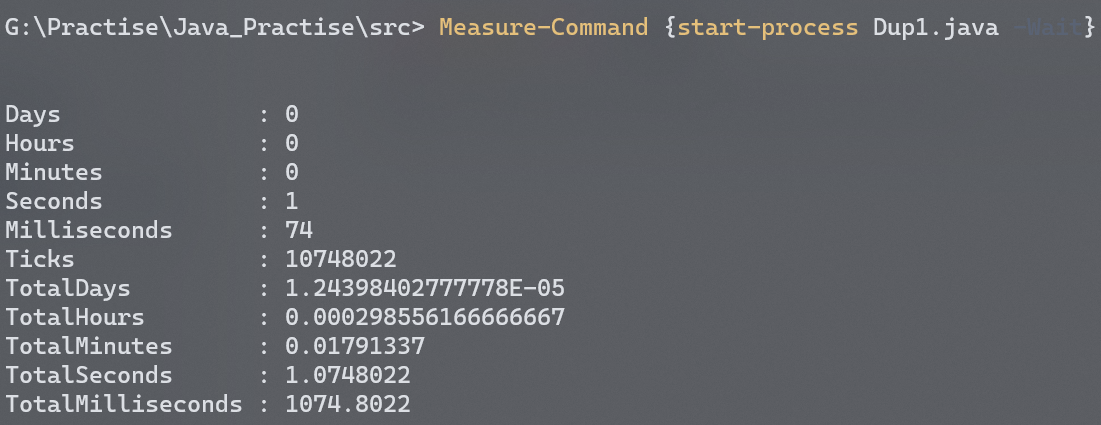 G:\Practise\Java_Practise\src> Measure-Command {start-process Dup1.java -Wait}
Days : 0
Hours : 0
Minutes : 0
Seconds : 1
Milliseconds : 74
Ticks : 10748022
TotalDays : 1.24398402777778E-05
TotalHours : 0.000298556166666667
TotalMinutes : 0.01791337
TotalSeconds : 1.0748022
TotalMilliseconds : 1074.8022